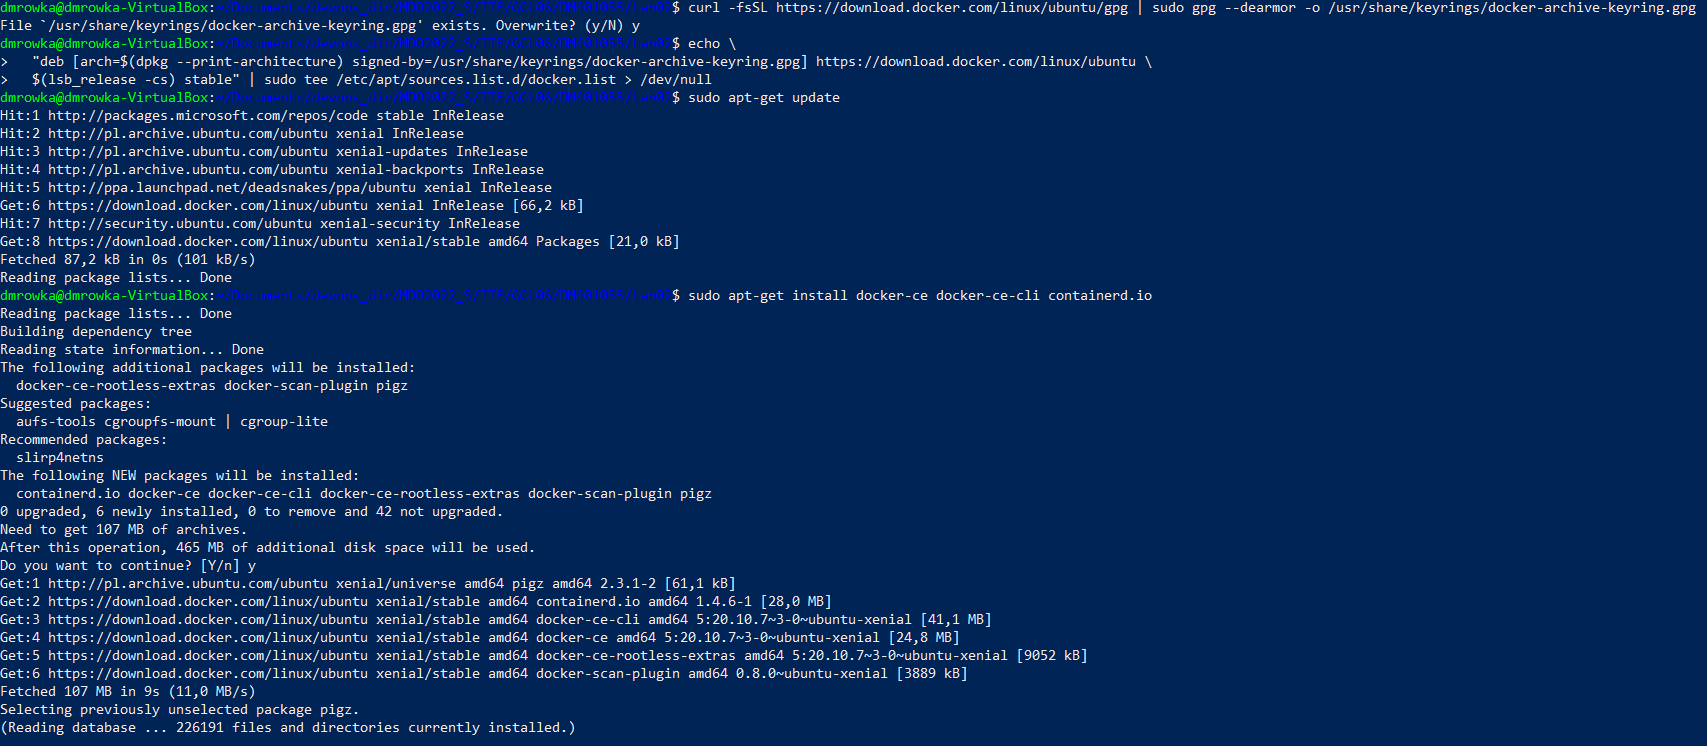 dmrowka@dmrowka-VirtualBox:$ curl -fsSL https://download.docker.com/linux/ubuntu/gpg | sudo gpg --dearmor -o /usr/share/keyrings/docker-archive-keyring.gpg
File `/usr/share/keyrings/docker-archive-keyring.gpg' exists. Overwrite? (y/N) y
dmrowka@dmrowka-VirtualBox:$ echo \
>   "deb [arch=$(dpkg --print-architecture) signed-by=/usr/share/keyrings/docker-archive-keyring.gpg] https://download.docker.com/linux/ubuntu \
>   $(lsb_release -cs) stable" | sudo tee /etc/apt/sources.list.d/docker.list > /dev/null
dmrowka@dmrowka-VirtualBox:$ sudo apt-get update
Hit:1 http://packages.microsoft.com/repos/code stable InRelease
Hit:2 http://pl.archive.ubuntu.com/ubuntu xenial InRelease
Hit:3 http://pl.archive.ubuntu.com/ubuntu xenial-updates InRelease
Hit:4 http://pl.archive.ubuntu.com/ubuntu xenial-backports InRelease
Hit:5 http://ppa.launchpad.net/deadsnakes/ppa/ubuntu xenial InRelease
Get:6 https://download.docker.com/linux/ubuntu xenial InRelease [66,2 kB]
Hit:7 http://security.ubuntu.com/ubuntu xenial-security InRelease
Get:8 https://download.docker.com/linux/ubuntu xenial/stable amd64 Packages [21,0 kB]
Fetched 87,2 kB in 0s (101 kB/s)
Reading package lists... Done
dmrowka@dmrowka-VirtualBox:$ sudo apt-get install docker-ce docker-ce-cli containerd.io
Reading package lists... Done
Building dependency tree
Reading state information... Done
The following additional packages will be installed:
  docker-ce-rootless-extras docker-scan-plugin pigz
Suggested packages:
  aufs-tools cgroupfs-mount | cgroup-lite
Recommended packages:
  slirp4netns
The following NEW packages will be installed:
  containerd.io docker-ce docker-ce-cli docker-ce-rootless-extras docker-scan-plugin pigz
0 upgraded, 6 newly installed, 0 to remove and 42 not upgraded.
Need to get 107 MB of archives.
After this operation, 465 MB of additional disk space will be used.
Do you want to continue? [Y/n] y
Get:1 http://pl.archive.ubuntu.com/ubuntu xenial/universe amd64 pigz amd64 2.3.1-2 [61,1 kB]
Get:2 https://download.docker.com/linux/ubuntu xenial/stable amd64 containerd.io amd64 1.4.6-1 [28,0 MB]
Get:3 https://download.docker.com/linux/ubuntu xenial/stable amd64 docker-ce-cli amd64 5:20.10.7~3-0~ubuntu-xenial [41,1 MB]
Get:4 https://download.docker.com/linux/ubuntu xenial/stable amd64 docker-ce amd64 5:20.10.7~3-0~ubuntu-xenial [24,8 MB]
Get:5 https://download.docker.com/linux/ubuntu xenial/stable amd64 docker-ce-rootless-extras amd64 5:20.10.7~3-0~ubuntu-xenial [9052 kB]
Get:6 https://download.docker.com/linux/ubuntu xenial/stable amd64 docker-scan-plugin amd64 0.8.0~ubuntu-xenial [3889 kB]
Fetched 107 MB in 9s (11,0 MB/s)
Selecting previously unselected package pigz.
(Reading database ... 226191 files and directories currently installed.)